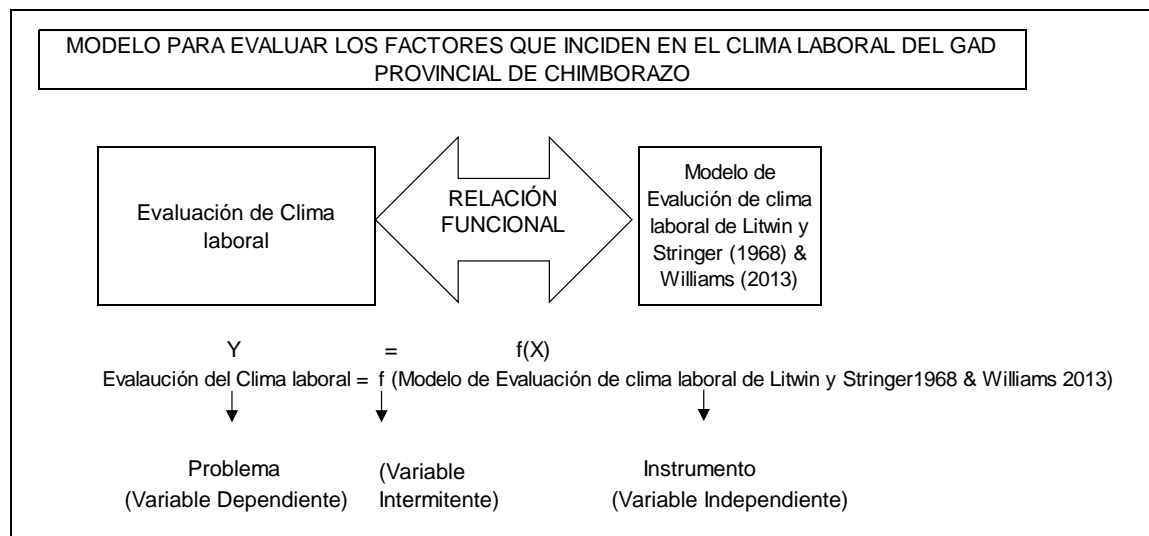 MODELO PARA EVALUAR LOS FACTORES QUE INCIDEN EN EL CLIMA LABORAL DEL GAD
PROVINCIAL DE CHIMBORAZO
Evaluación de Clima
laboral
RELACIÓN
FUNCIONAL
Modelo de
Evalución de clima
laboral de Litwin y
Stringer (1968) &
Williams (2013)
Y = f(X)
Evalaución del Clima laboral = f (Modelo de Evaluación de clima laboral de Litwin y Stringer1968 & Williams 2013)
Problema
(Variable Dependiente)
(Variable
Intermitente)
Instrumento
(Variable Independiente)